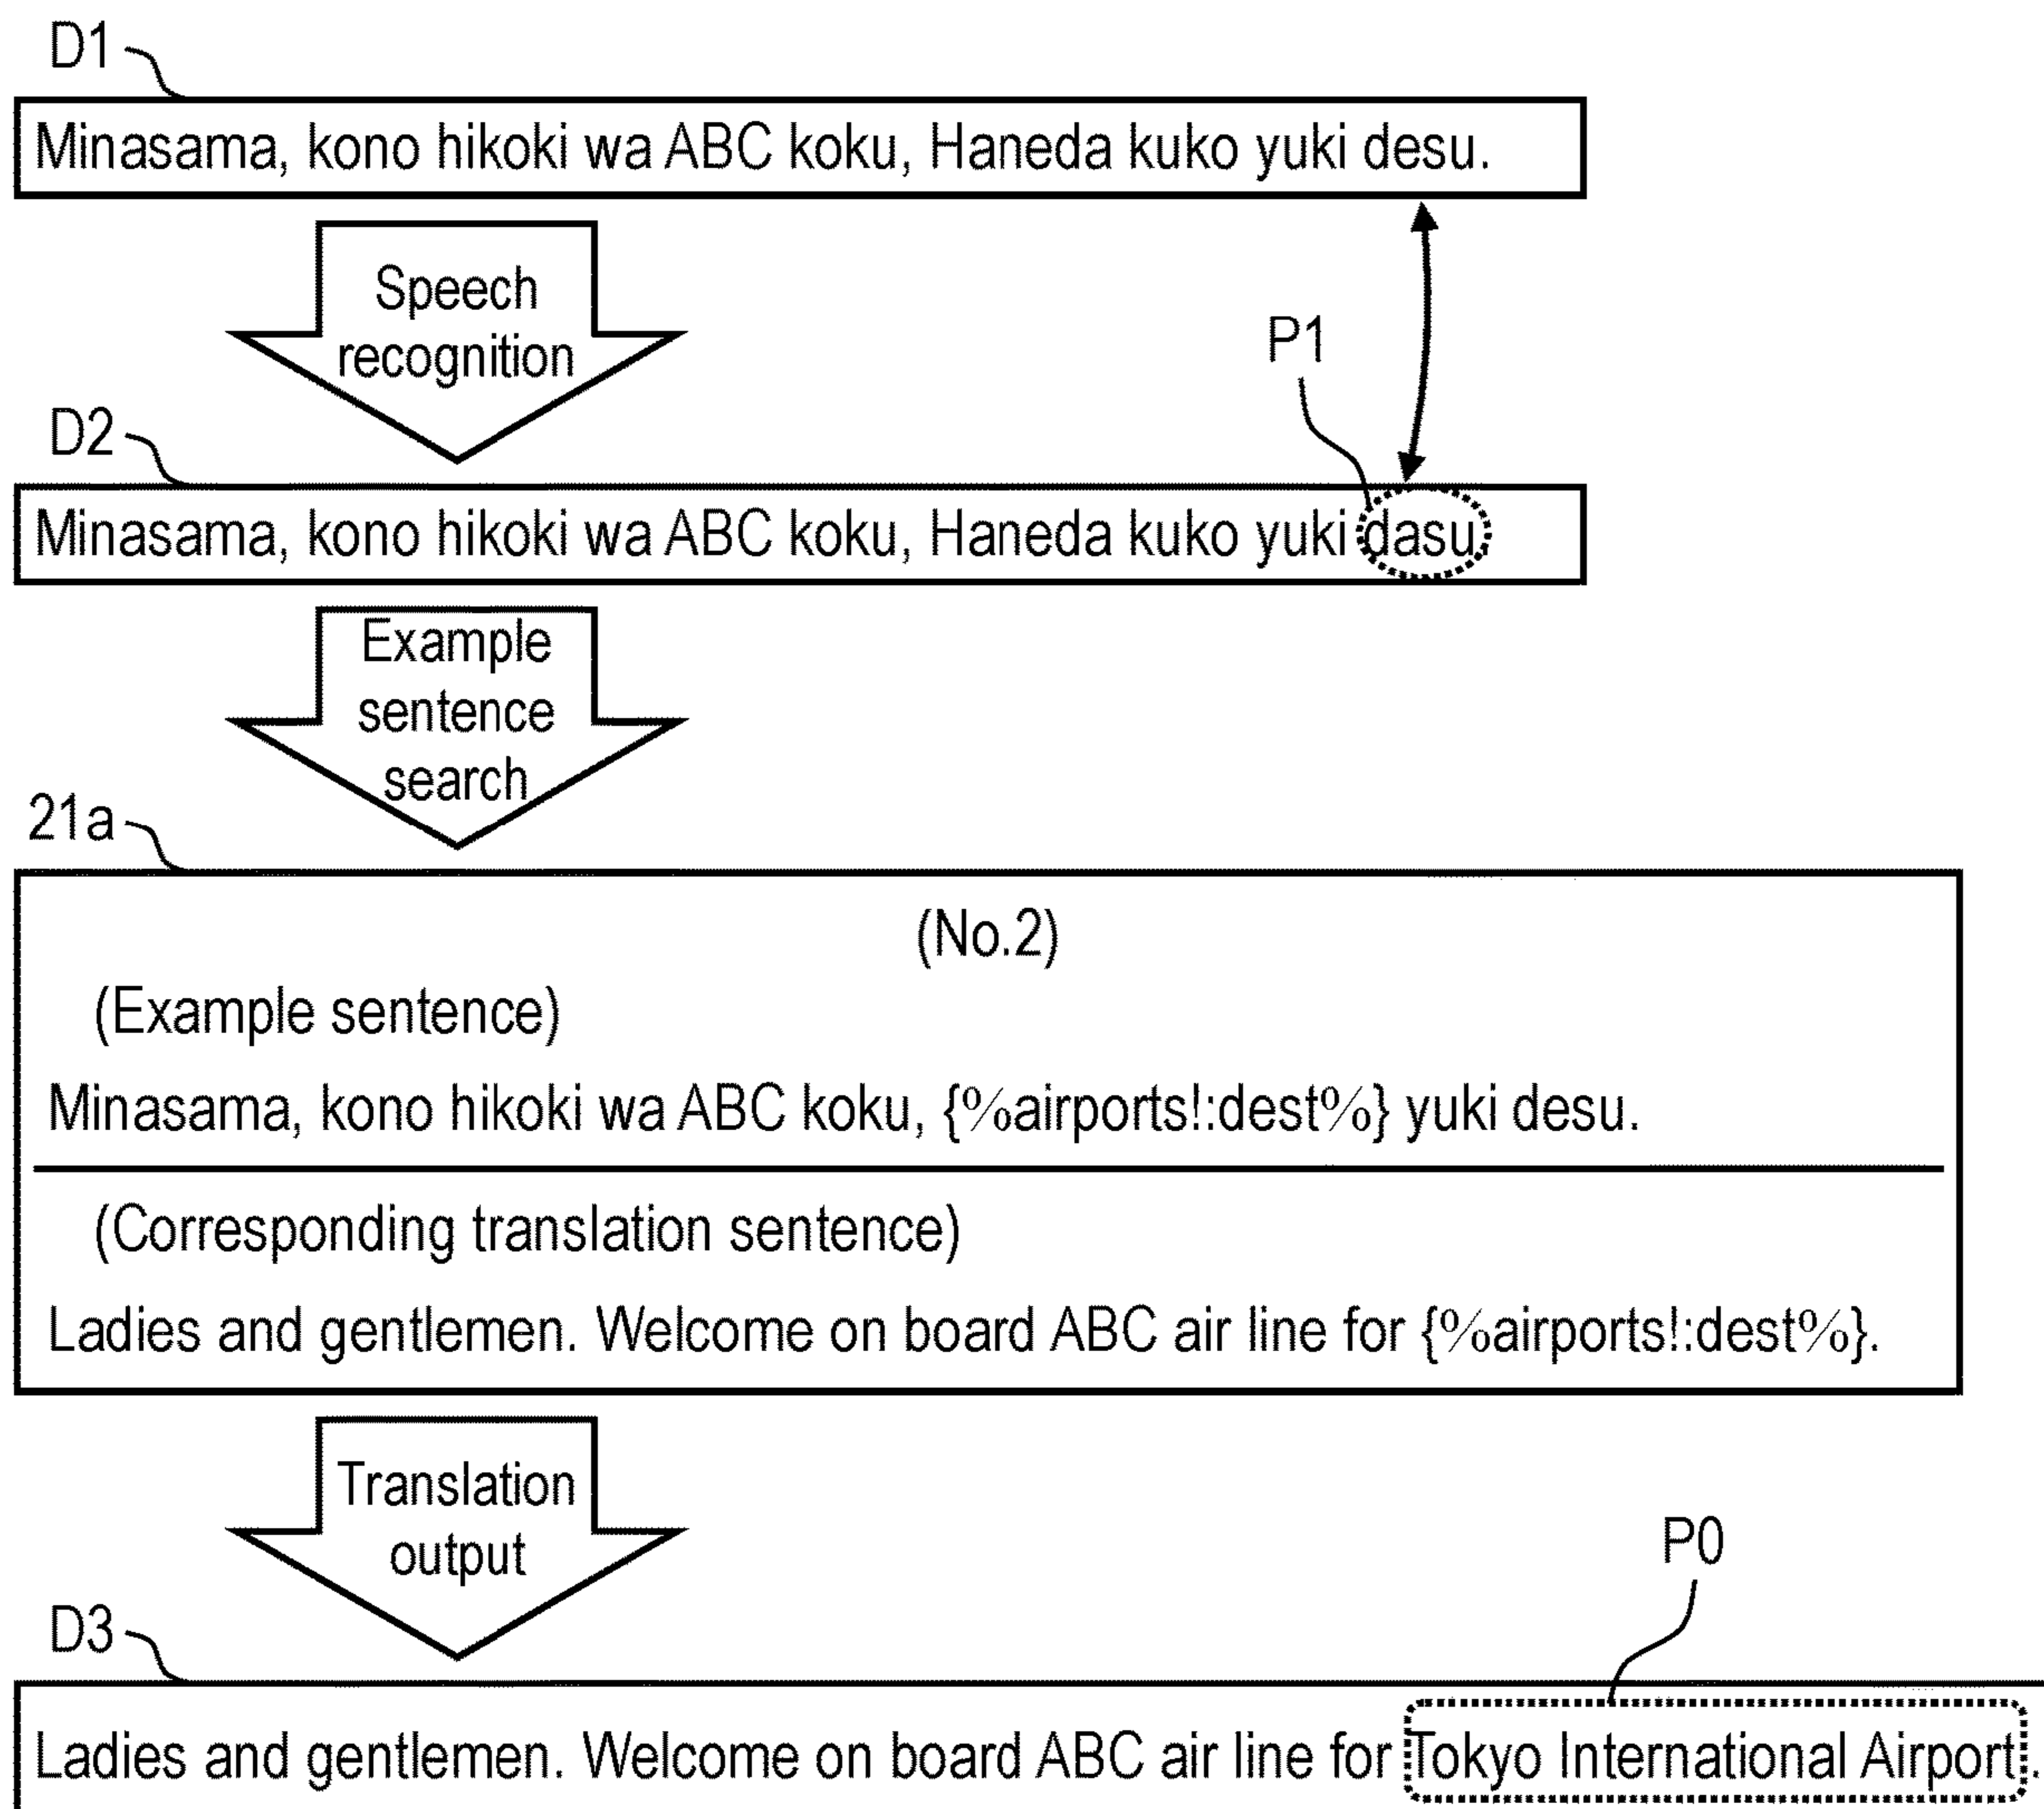 D1
Minasama, kono hikoki wa ABC koku, Haneda kuko yuki desu.
Speech
recognition
P1
D2
Minasama, kono hikoki wa ABC koku, Haneda kuko yuki dasu
Example
sentence
search
21a
(No.2)
(Example sentence)
Minasama, kono hikoki wa ABC koku, {%airports!:dest%} yuki desu.
(Corresponding translation sentence)
Ladies and gentlemen. Welcome on board ABC air line for {%airports!:dest%}.
Translation
output
P0
D3
Ladies and gentlemen. Welcome on board ABC air line for Tokyo International Airport.